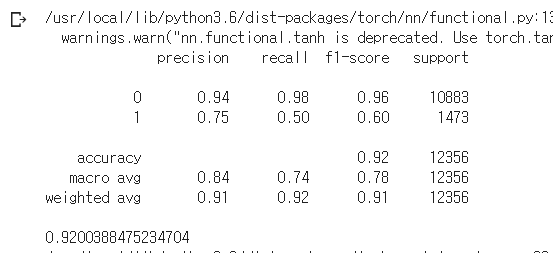 /usr/local/lib/python3.6/dist-packages/torch/nn/functional.py:13
warnings.warn("nn.functional.tanh is deprecated. Use torch.tan
precision recall f1-score support
0 0.94 0.98 0.96 10883
1 0.75 0.50 0.60 1473
accuracy 0.92 12356
macro avg 0.84 0.74 0.78 12356
weighted avg 0.91 0.92 0.91 12356
0.9200388475234704